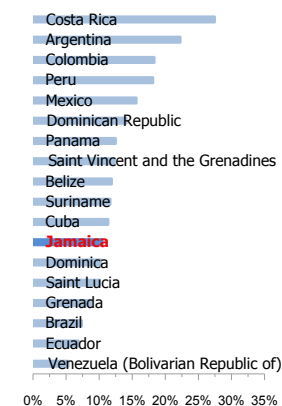 Costa Rica
Argentina
Colombia
Peru
Mexico
Dominican Republic
Panama
Saint Vincent and the Grenadines
Belize
Suriname
Cuba
Jamaica
Dominica
Saint Lucia
Grenada
Brazil
Ecuador
Venezuela (Bolivarian Republic of)
0% 5% 10% 15% 20% 25% 30% 35%